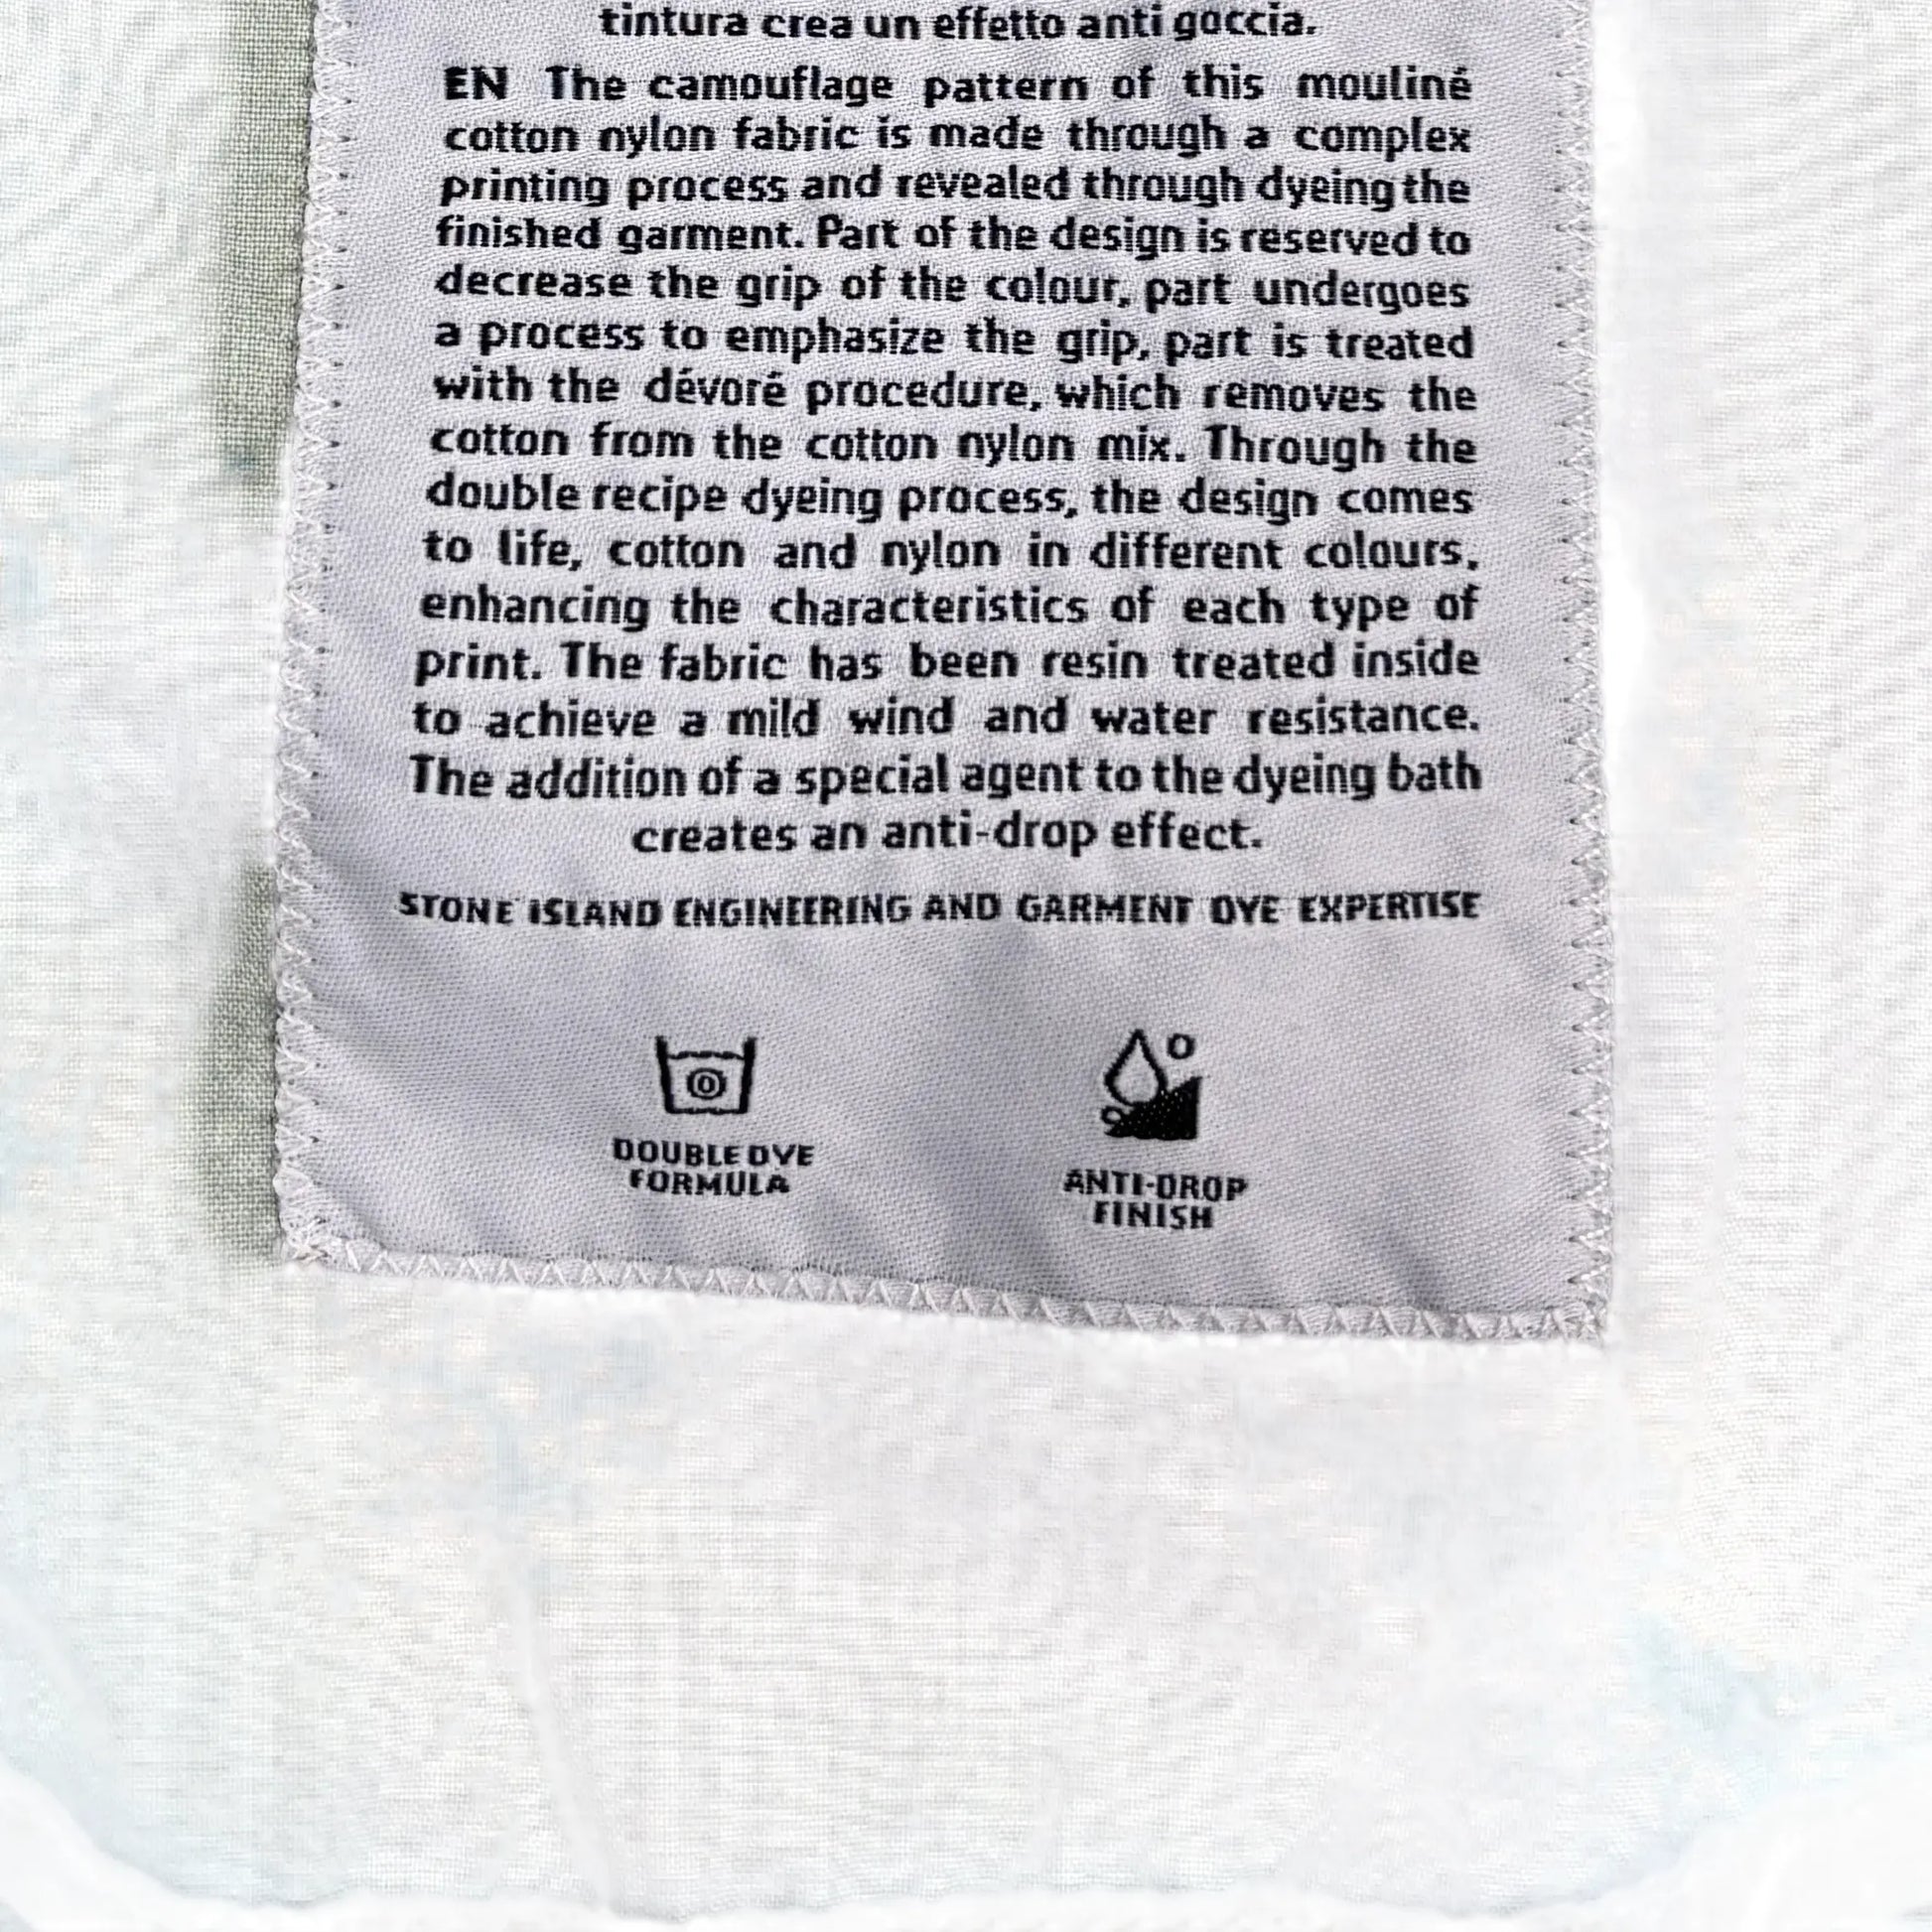 tintura crea un effetto anti goccia.
EN The camouflage pattern of this mouliné
cotton nylon fabric is made through a complex
printing process and revealed through dyeing the
finished garment. Part of the design is reserved to
decrease the grip of the colour, part undergoes
a process to emphasize the grip, part is treated
with the dévoré procedure, which removes the
cotton from the cotton nylon mix. Through the
double recipe dyeing process, the design comes
to life, cotton and nylon in different colours,
enhancing the characteristics of each type of
print. The fabric has been resin treated inside
to achieve a mild wind and water resistance.
The addition of a special agent to the dyeing bath
creates an anti-drop effect.
STONE ISLAND ENGINEERING AND GARMENT DYE EXPERTISE
DOUBLE DYE
FORMULA
ANTI-DROP
FINISH